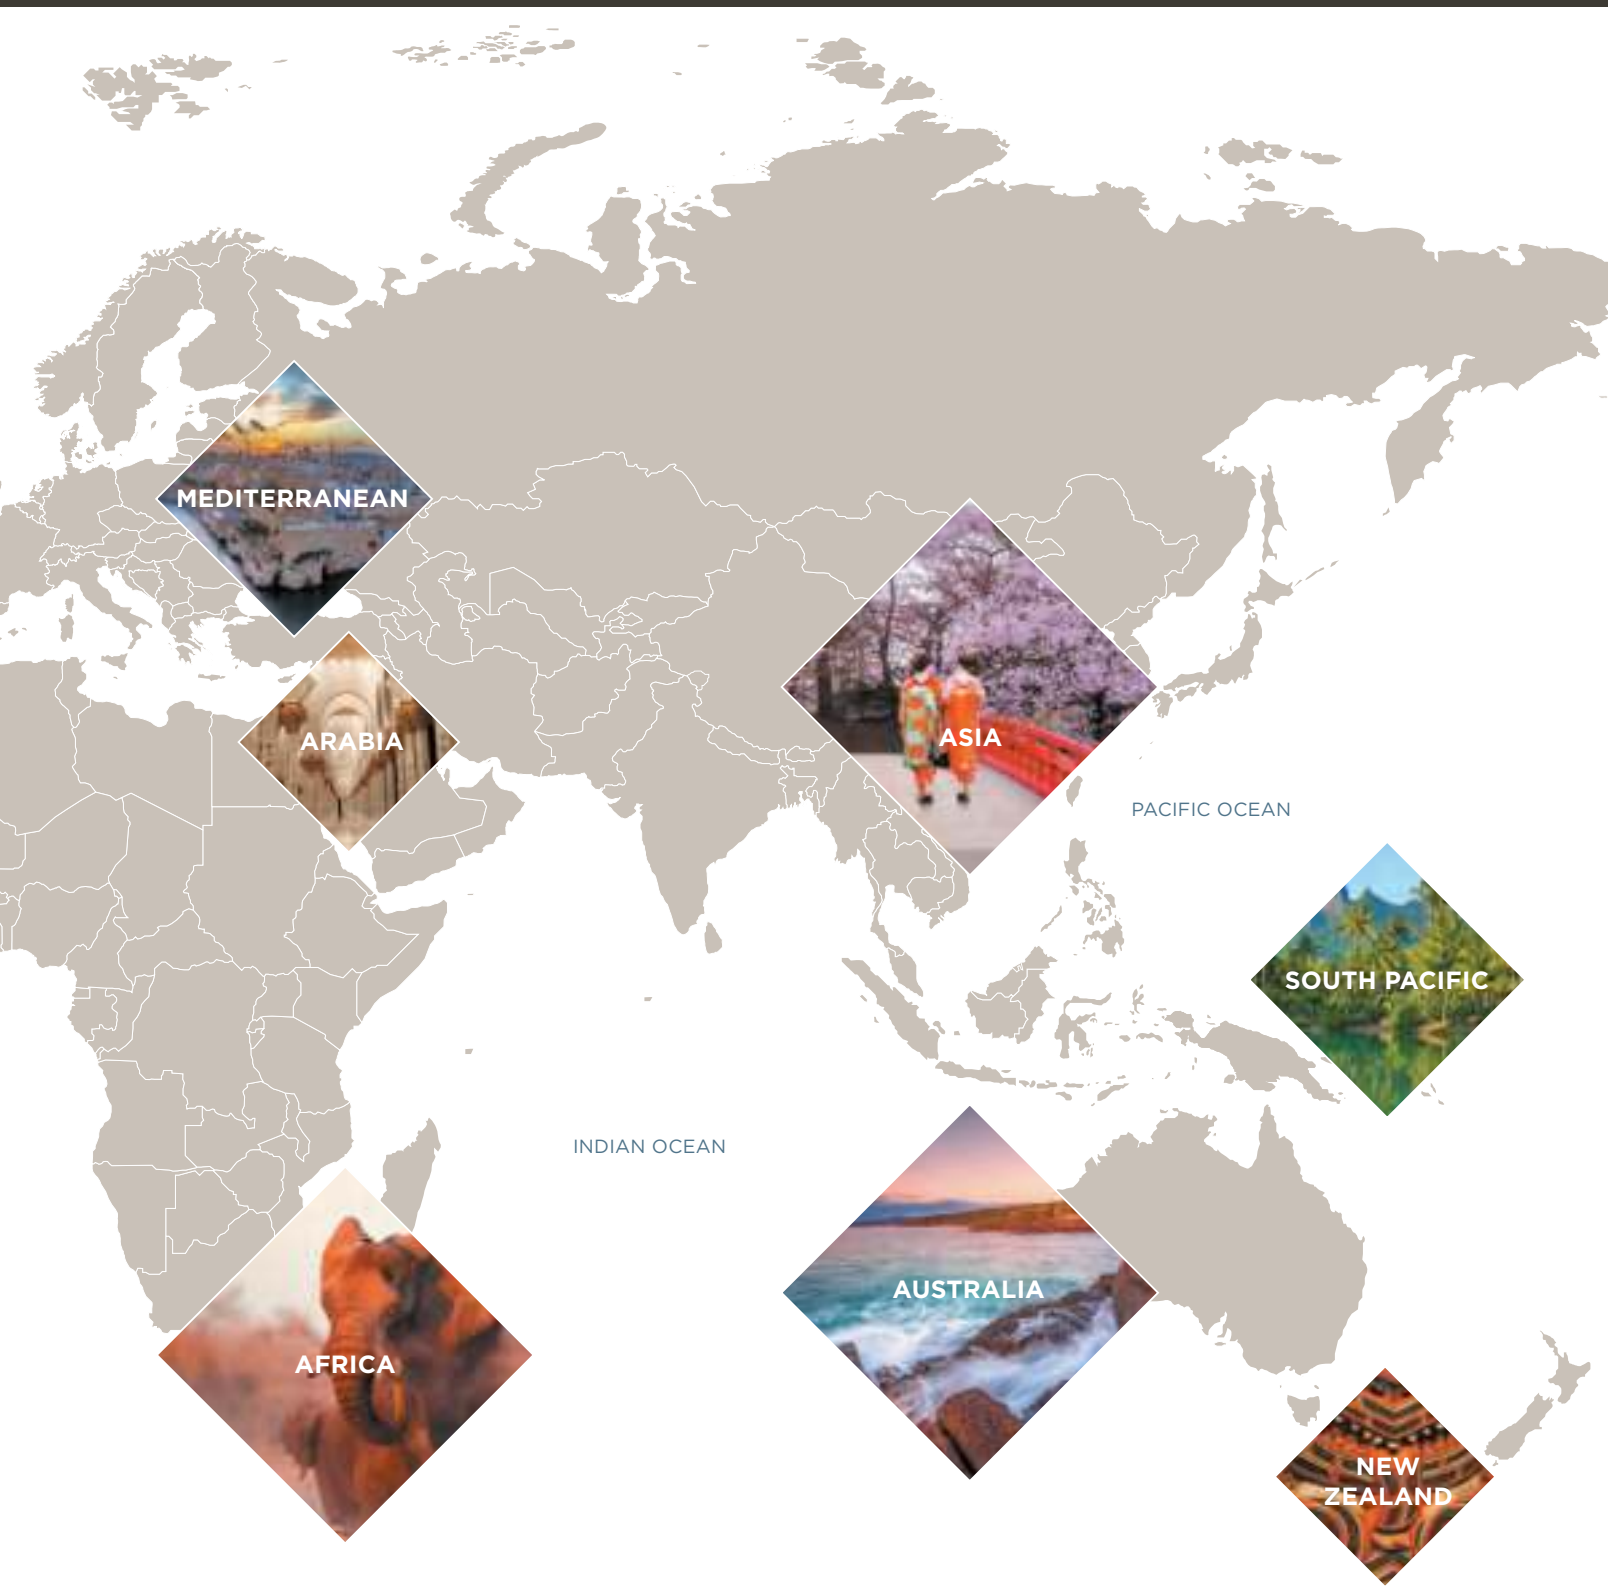 MEDITERRANEAN
ARABIA
ASIA
PACIFIC OCEAN
SOUTH PACIFIC
INDIAN OCEAN
AUSTRALIA
AFRICA
NEW
ZEALAND